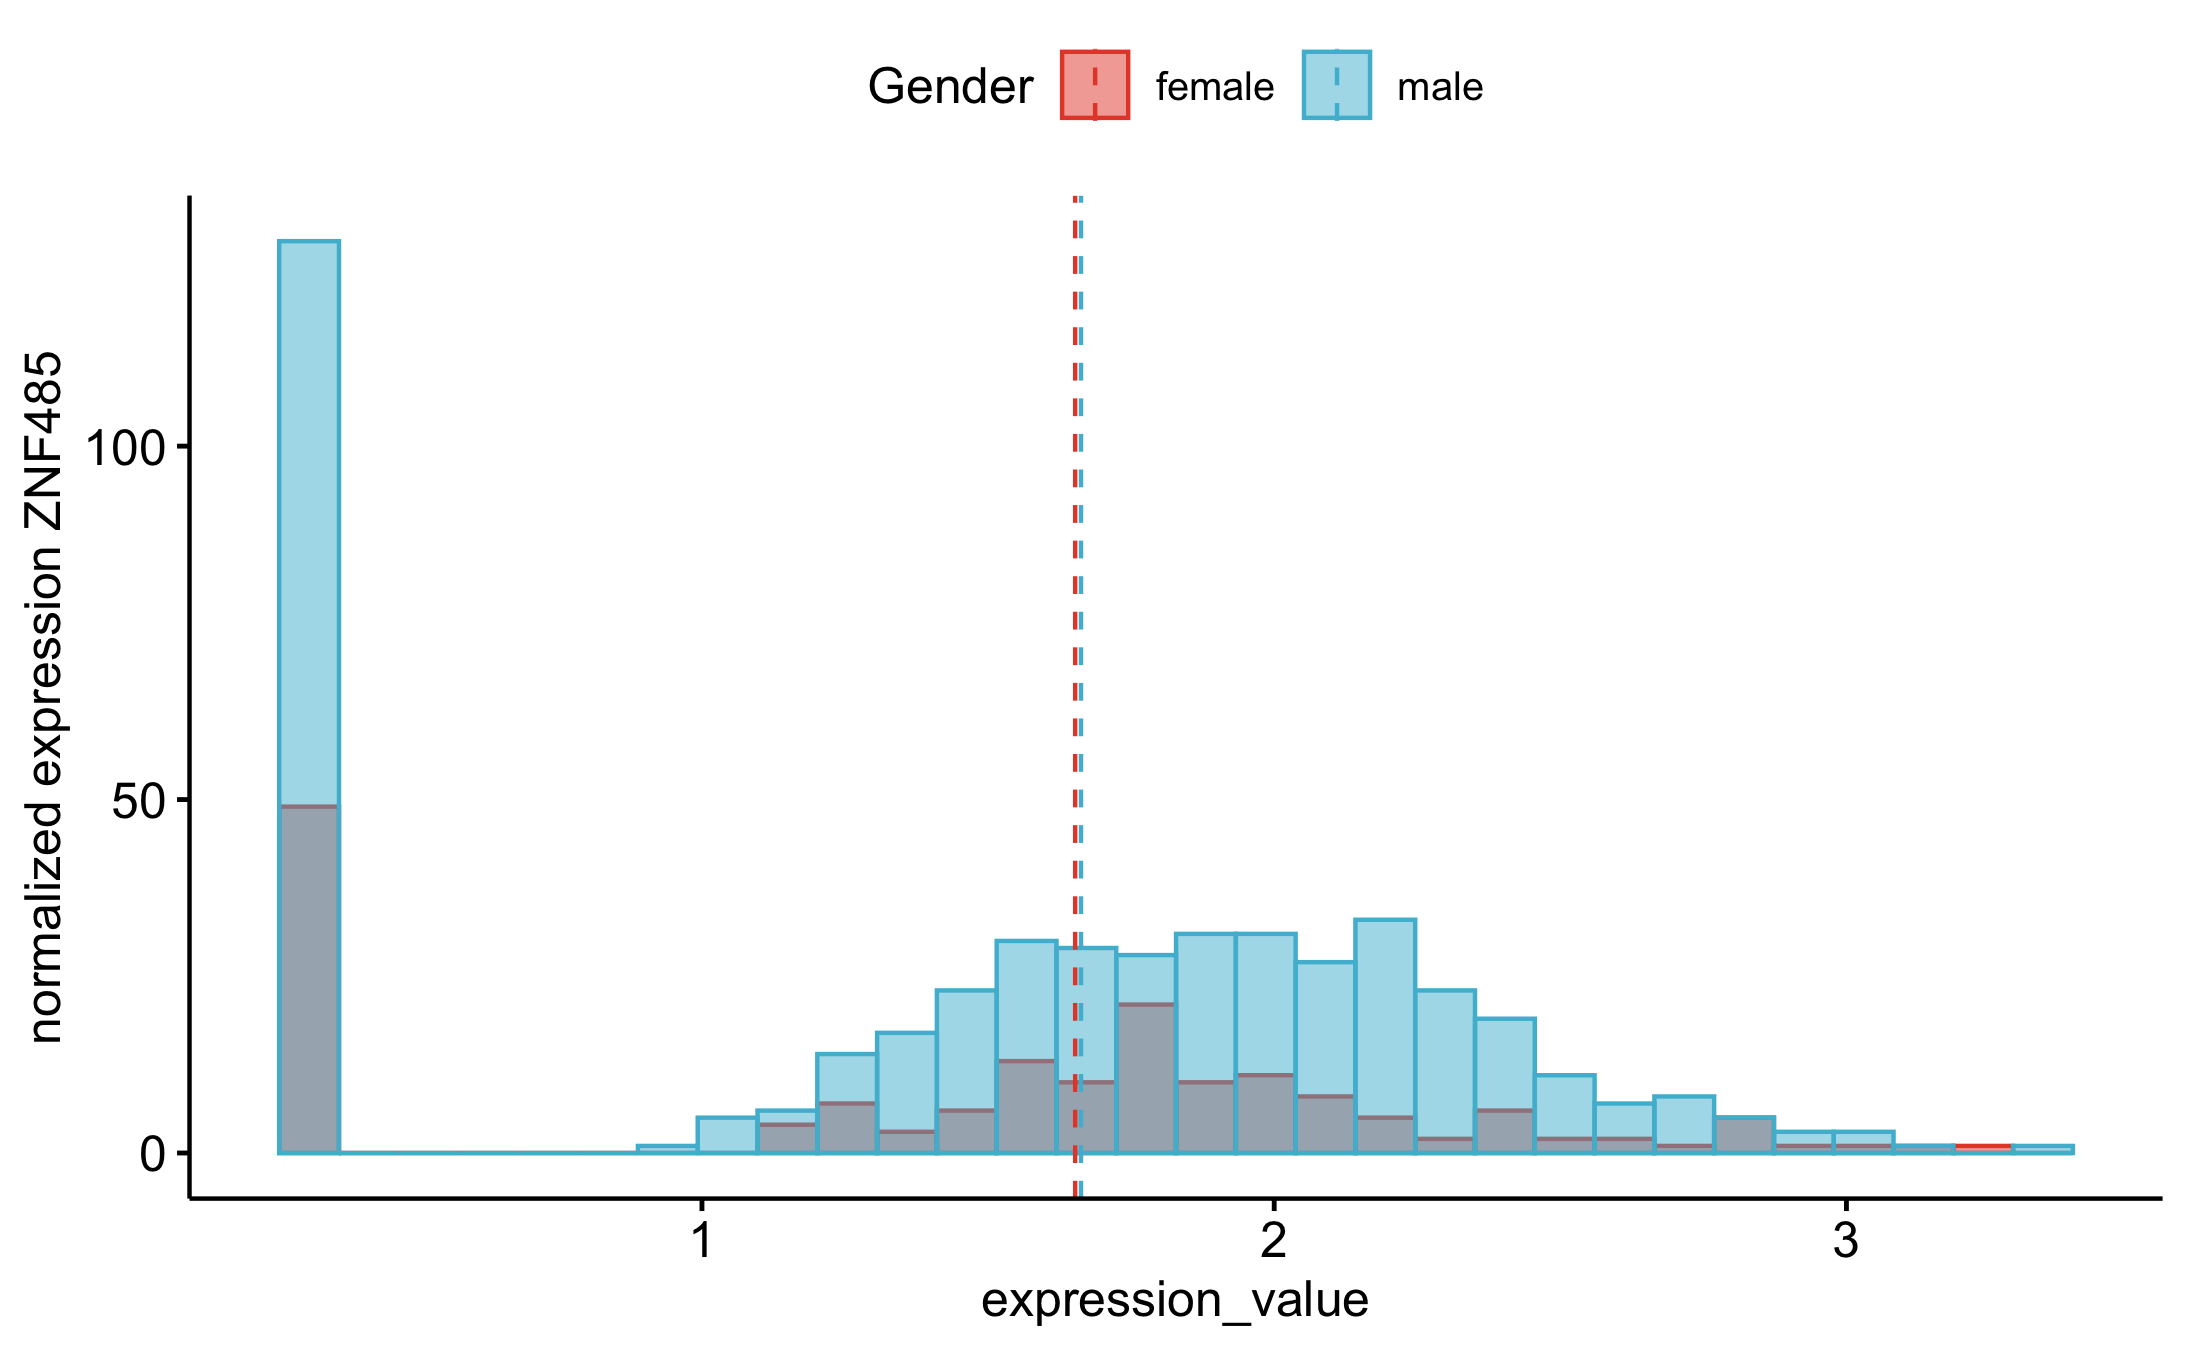 Gender female male
normalized expression ZNF485
100
50
0
1 2 3
expression_value